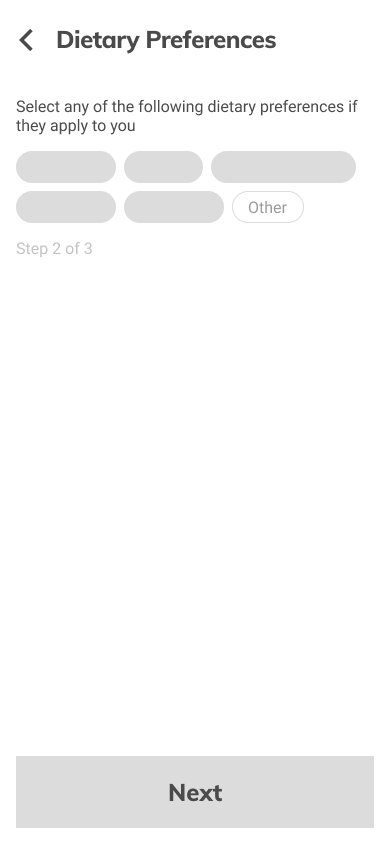 Dietary Preferences
Select any of the following dietary preferences if
they apply to you
Other
Step 2 of 3
Next